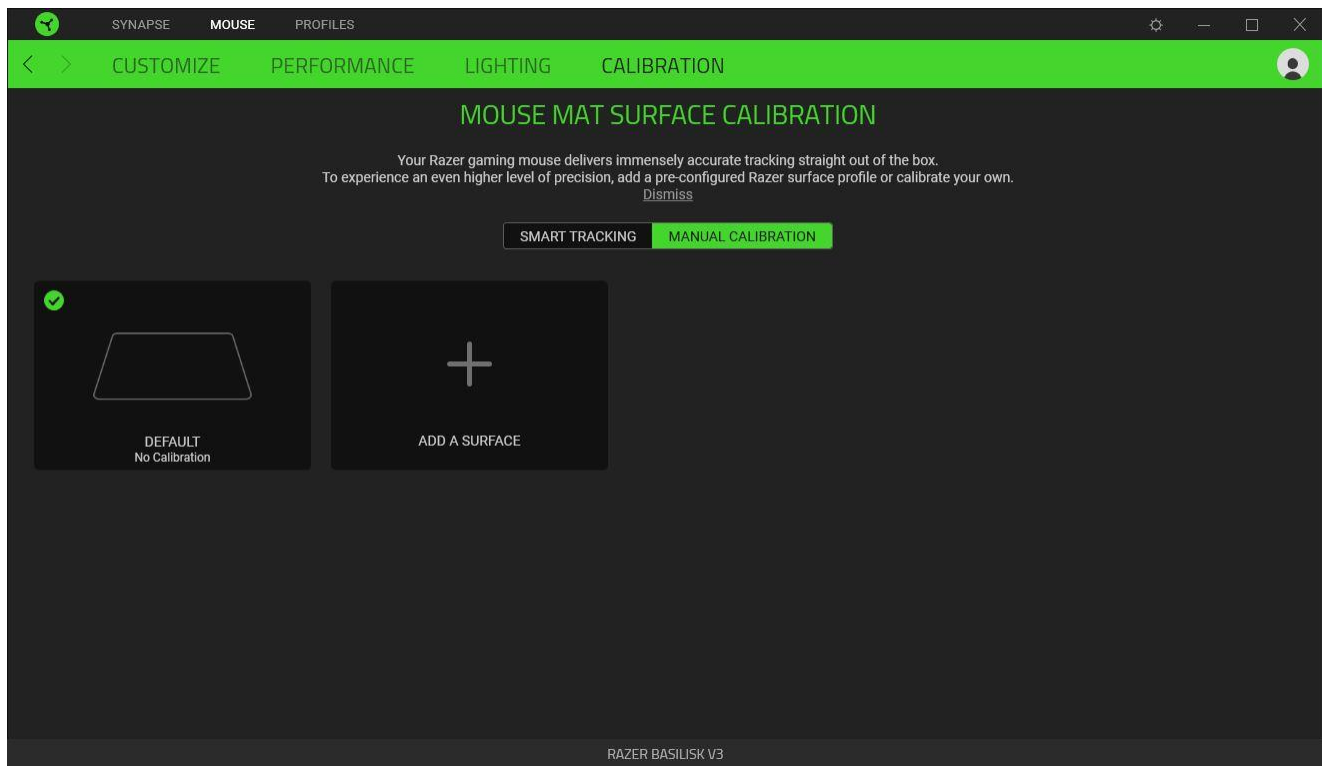 SYNAPSE MOUSE PROFILES
CUSTOMIZE PERFORMANCE LIGHTING CALIBRATION
MOUSE MAT SURFACE CALIBRATION
Your Razer gaming mouse delivers immensely accurate tracking straight out of the box.
To experience an even higher level of precision, add a pre-configured Razer surface profile or calibrate your own.
Dismiss
SMART TRACKING MANUAL CALIBRATION
DEFAULT
No Calibration
ADD A SURFACE
RAZER BASILISK V3